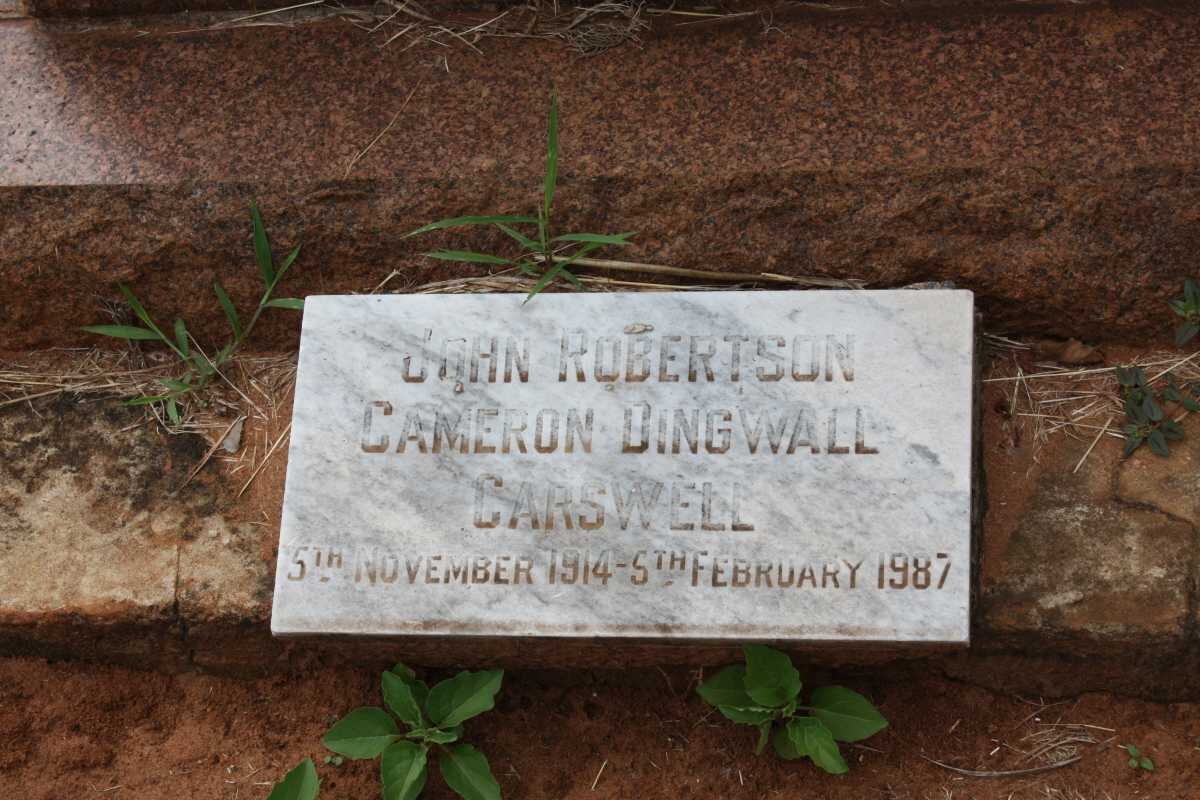 JOHN ROBERTSON
CAMERON DINGWALL
CARSWELL
5TH NOVEMBER 1914-5TH FEBRUARY 1987